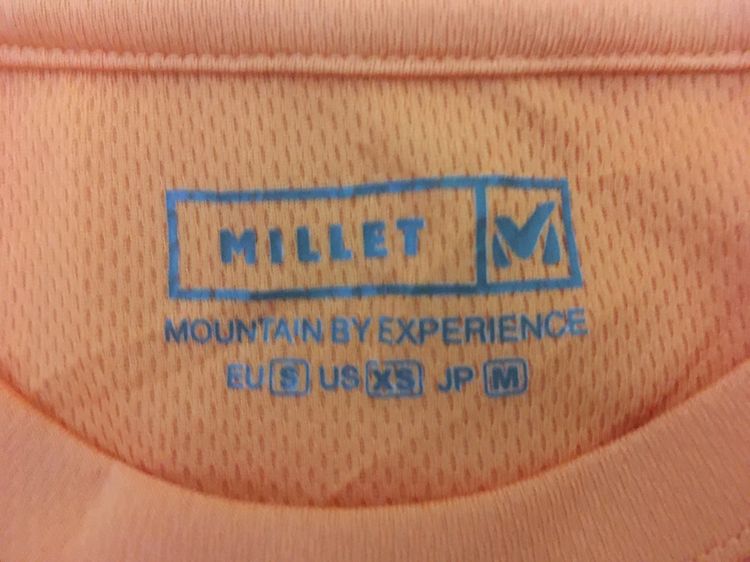 MILLET M
MOUNTAIN BY EXPERIENCE
EU S US XS JP M